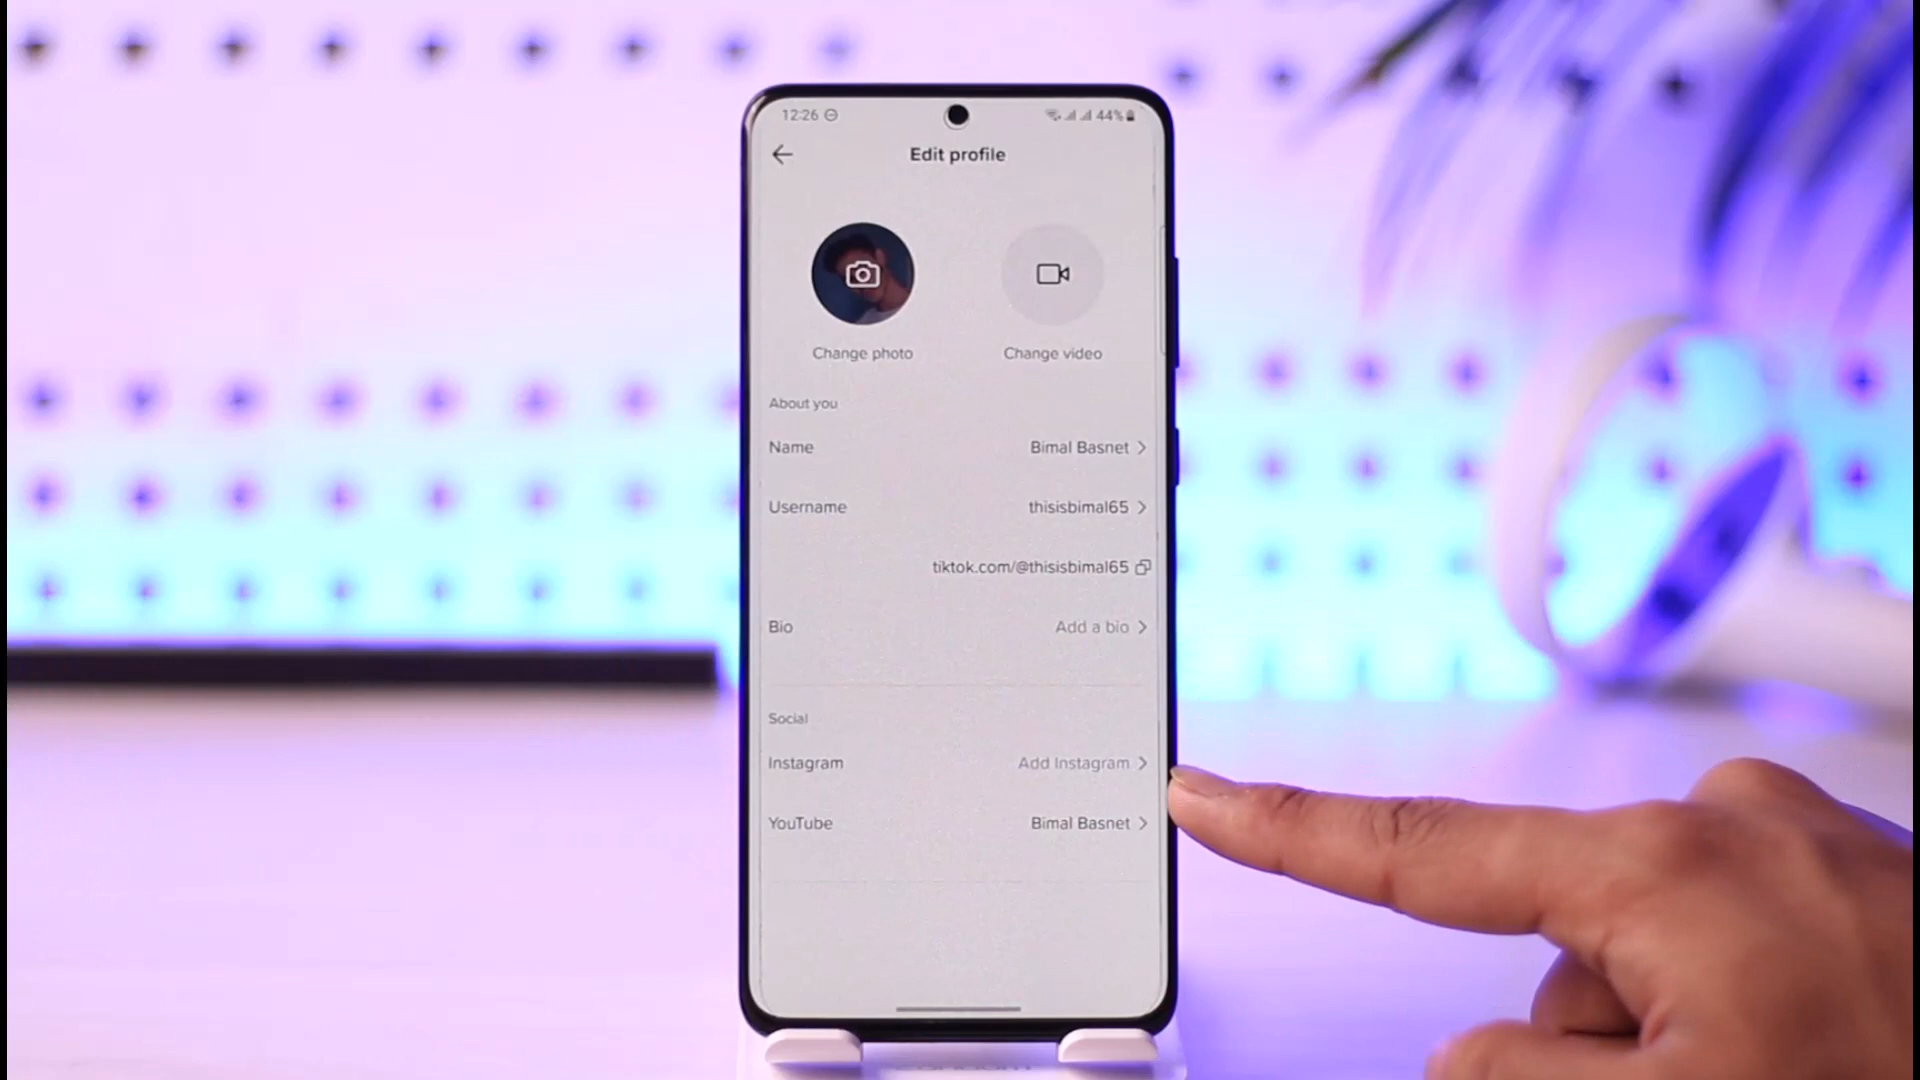 12:26 44%
Edit profile
Change photo Change video
About you
Name Bimal Basnet
Username thisisbimal65
tiktok.com/@thisisbimal65
Bio Add a bio
Social
Instagram Add Instagram
YouTube Bimal Basnet